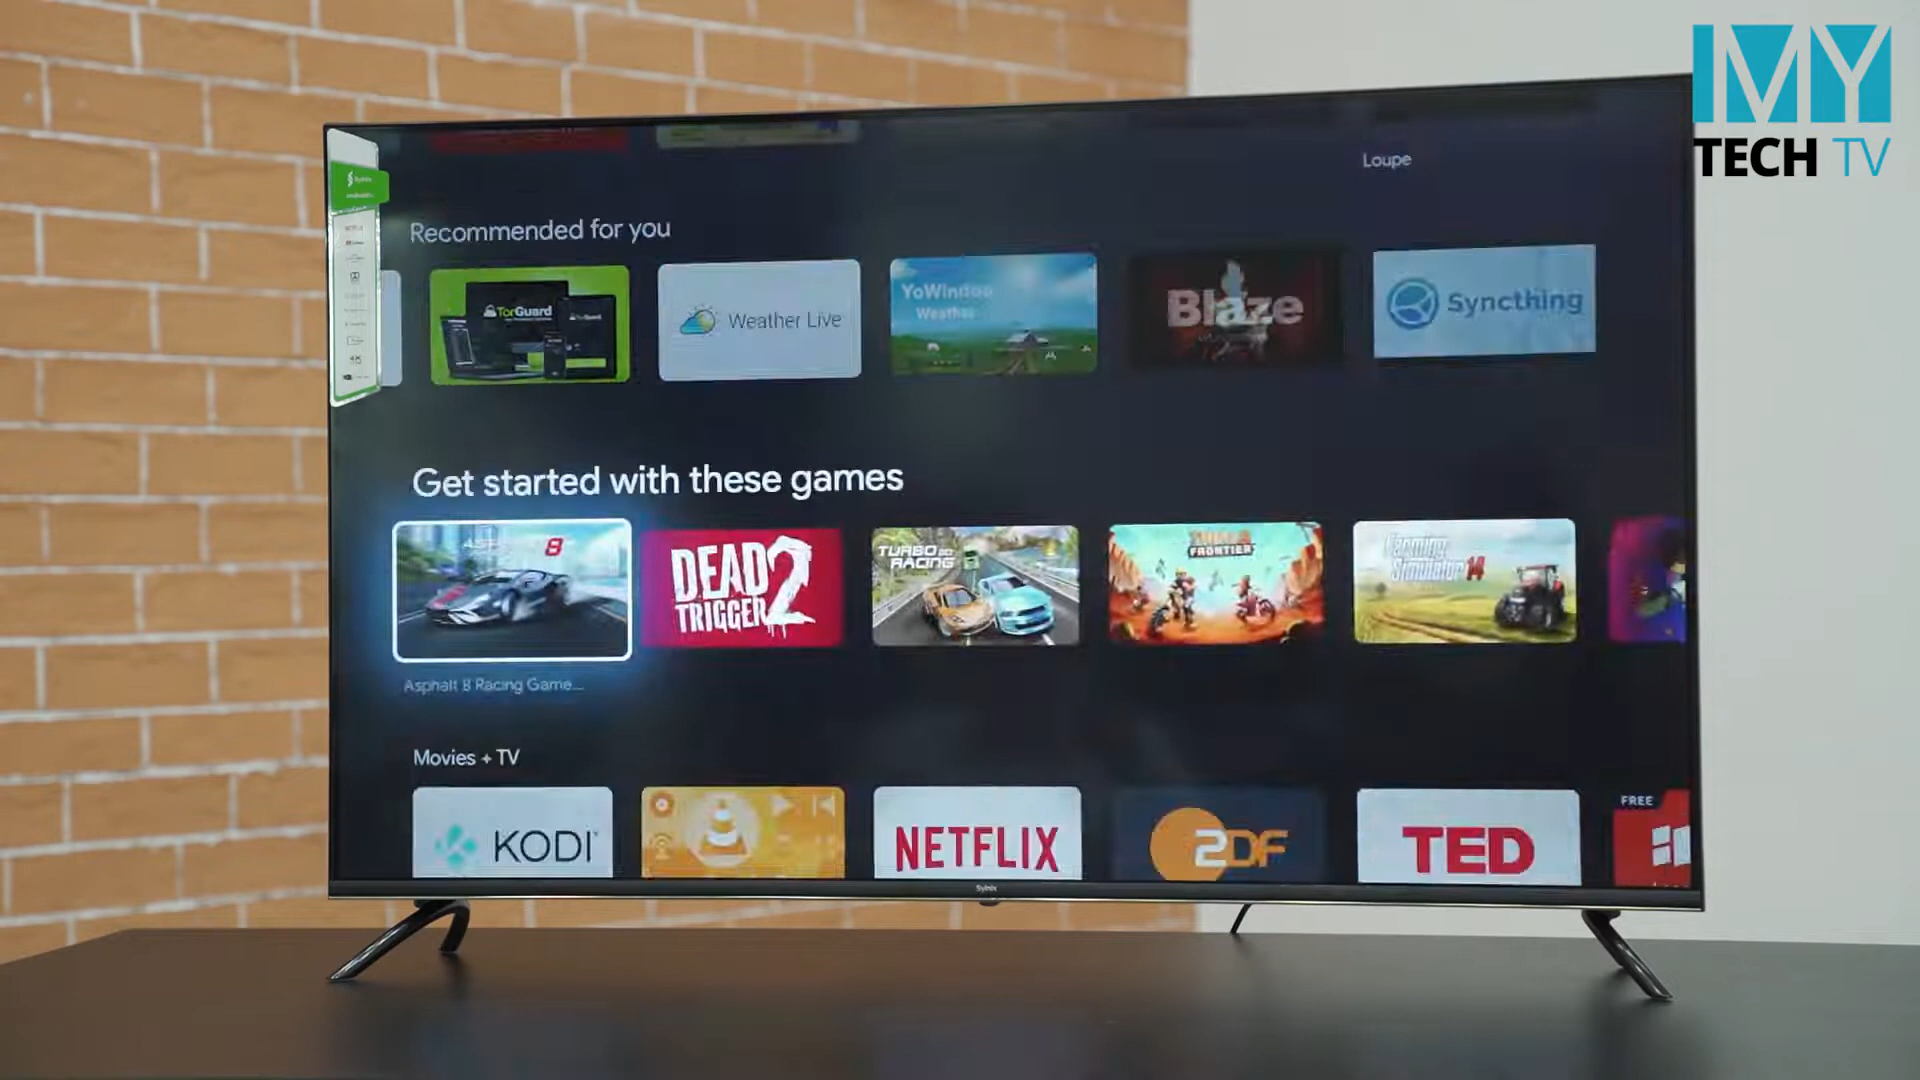 MY
TECH TV
Loupe
Recommended for you
TorGuard
Weather Live
YoWindow
Weather
Blaze
Syncthing
Get started with these games
8
DEAD
TRIGGER 2
TURBO
RACING
FRONTIER
Farming
Simulator 14
Asphalt 8 Racing Game...
Movies + TV
KODI
NETFLIX
2DF
TED
FREE
Sylvix